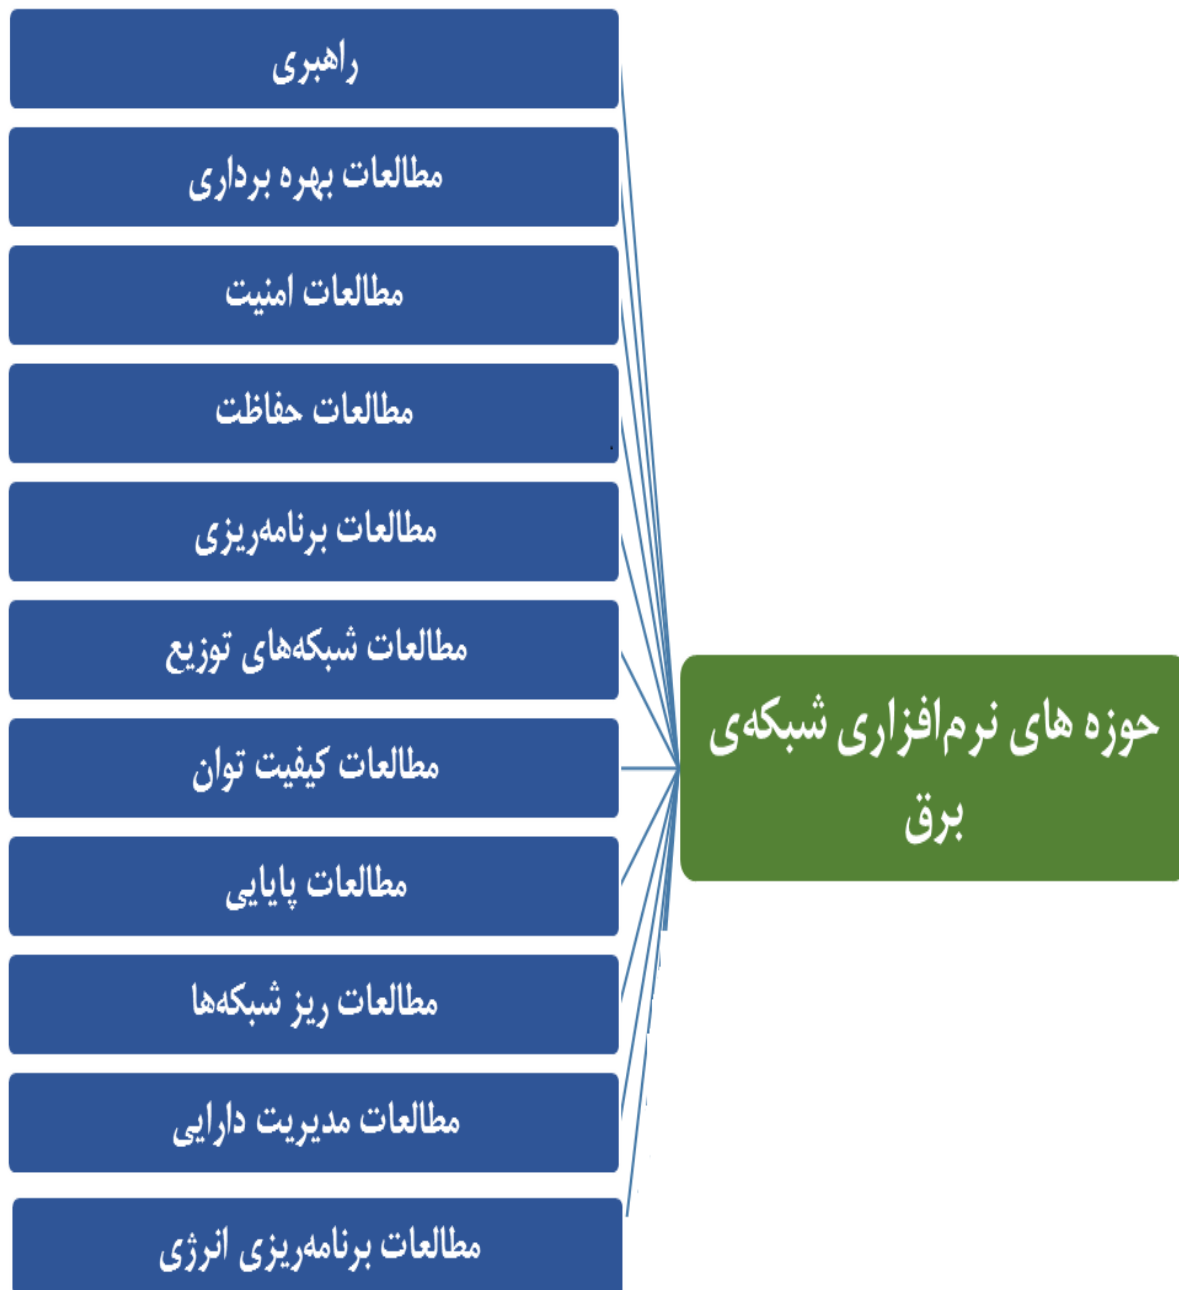 حوزه های نرم‌افزاری شبکه‌ی
برق
راهبری
مطالعات بهره برداری
مطالعات امنیت
مطالعات حفاظت
مطالعات برنامه‌ریزی
مطالعات شبکه‌های توزیع
مطالعات کیفیت توان
مطالعات پایایی
مطالعات ریز شبکه‌ها
مطالعات مدیریت دارایی
مطالعات برنامه‌ریزی انرژی